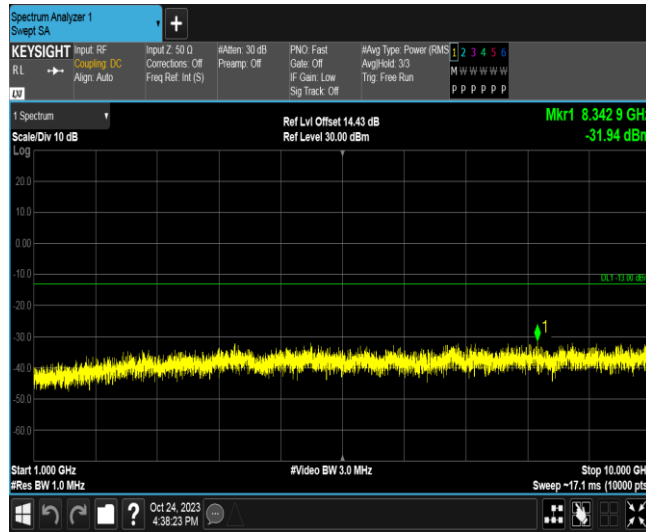 Spectrum Analyzer 1
Swept SA
+
KEYSIGHT Input: RF Input Z: 50 Ω #Atten: 30 dB PNO: Fast #Avg Type: Power (RMS 1 2 3 4 5 6
RL Coupling: DC Corrections: Off Preamp: Off Gate: Off Avg|Hold: 3/3 M W W W W W
Align: Auto Freq Ref: Int (S) IF Gain: Low Trig: Free Run
LXI Sig Track: Off P P P P P P
1 Spectrum Ref Lvl Offset 14.43 dB Mkr1 8.342 9 GHz
Scale/Div 10 dB Ref Level 30.00 dBm -31.94 dBm
Log
20.0
10.0
0.00
-10.0
DL1 -13.00 dBm
-20.0
-30.0
1
-40.0
-50.0
-60.0
Start 1.000 GHz #Video BW 3.0 MHz Stop 10.000 GHz
#Res BW 1.0 MHz Sweep ~17.1 ms (10000 pts
? Oct 24, 2023
4:38:23 PM